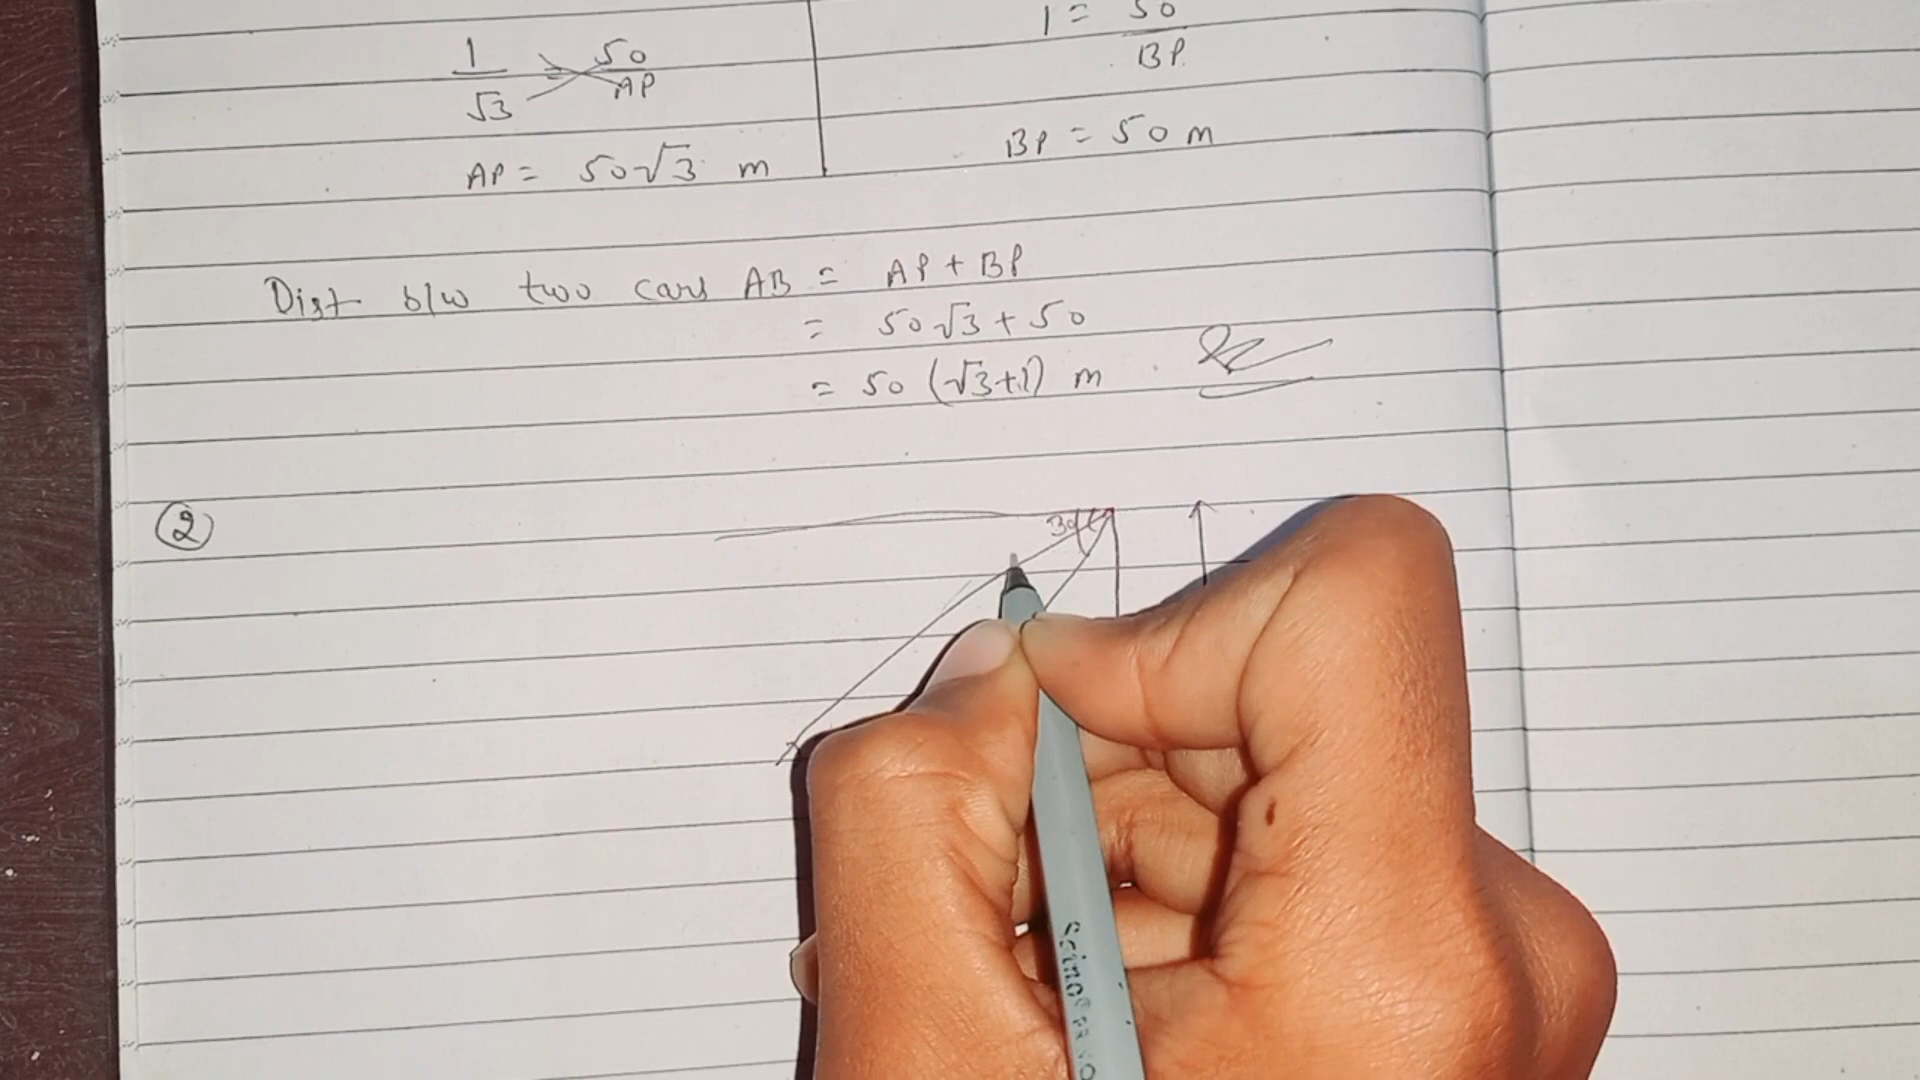 1 / √3 = 50 / AP
AP = 50√3 m
1 = 50 / BP
BP = 50 m
Dist b/w two cars AB = AP + BP
= 50√3 + 50
= 50 (√3+1) m
2
30